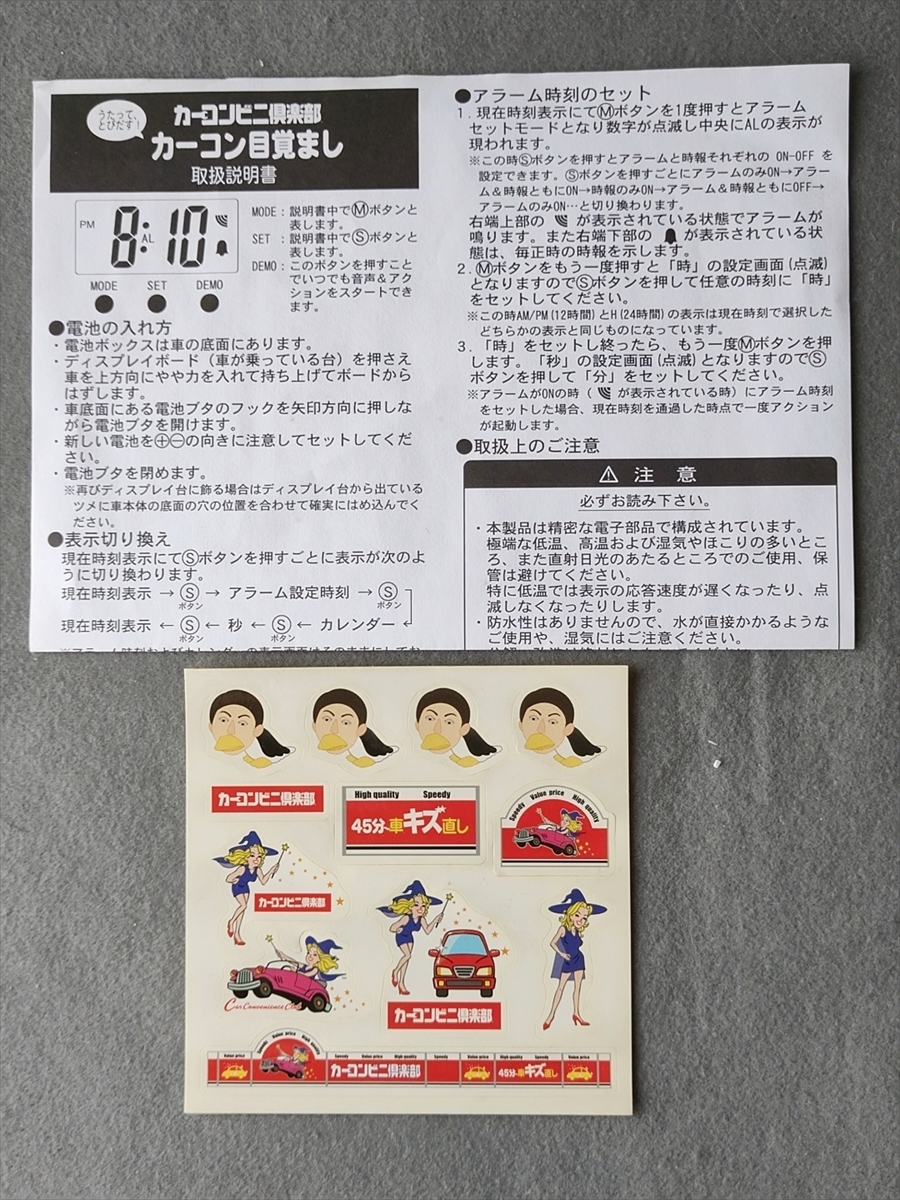 うたって、
とびだす!
カーコンビニ倶楽部
カーコン目覚まし
取扱説明書
PM 8:10 AL
MODE SET DEMO
MODE:説明書中でⓂボタンと
表します。
SET :説明書中でⓈボタンと
表します。
DEMO:このボタンを押すこと
でいつでも音声&アク
ションをスタートでき
ます。
●電池の入れ方
・電池ボックスは車の底面にあります。
・ディスプレイボード(車が乗っている台)を押さえ
車を上方向にやや力を入れて持ち上げてボードから
はずします。
・車底面にある電池ブタのフックを矢印方向に押しな
がら電池ブタを開けます。
・新しい電池を⊕⊖の向きに注意してセットしてくだ
さい。
・電池ブタを閉めます。
※再びディスプレイ台に飾る場合はディスプレイ台から出ている
ツメに車本体の底面の穴の位置を合わせて確実にはめ込んでく
ださい。
●表示切り換え
現在時刻表示にてⓈボタンを押すごとに表示が次のよ
うに切り換わります。
現在時刻表示 → Ⓢ → アラーム設定時刻 → Ⓢ
ボタン ボタン
現在時刻表示 ← Ⓢ ← 秒 ← Ⓢ ← カレンダー ←
ボタン ボタン
●アラーム時刻のセット
1.現在時刻表示にてⓂボタンを1度押すとアラーム
セットモードとなり数字が点滅し中央にALの表示が
現われます。
※この時Ⓢボタンを押すとアラームと時報それぞれの ON-OFF を
設定できます。Ⓢボタンを押すごとにアラームのみON→アラー
ム&時報ともにON→時報のみON→アラーム&時報ともにOFF→
アラームのみON…と切り換わります。
右端上部の が表示されている状態でアラームが
鳴ります。また右端下部の が表示されている状
態は、毎正時の時報を示します。
2.Ⓜボタンをもう一度押すと「時」の設定画面(点滅)
となりますのでⓈボタンを押して任意の時刻に「時」
をセットしてください。
※この時AM/PM(12時間)とH(24時間)の表示は現在時刻で選択した
どちらかの表示と同じものになっています。
3.「時」をセットし終ったら、もう一度Ⓜボタンを押
します。「秒」の設定画面(点滅)となりますのでⓈ
ボタンを押して「分」をセットしてください。
※アラームがONの時( が表示されている時)にアラーム時刻
をセットした場合、現在時刻を通過した時点で一度アクション
が起動します。
●取扱上のご注意
⚠ 注 意
必ずお読み下さい。
・本製品は精密な電子部品で構成されています。
極端な低温、高温および湿気やほこりの多いとこ
ろ、また直射日光のあたるところでのご使用、保
管は避けてください。
特に低温では表示の応答速度が遅くなったり、点
滅しなくなったりします。
・防水性はありませんので、水が直接かかるような
ご使用や、湿気にはご注意ください。
カーコンビニ倶楽部
High quality Speedy
45分~車キズ直し
Speedy Value price High quality
カーコンビニ倶楽部
Car Convenience Club
カーコンビニ倶楽部
Value price Speedy Value price High quality Speedy Value price High quality Speedy Value price High quality Speedy Value price
カーコンビニ倶楽部 45分~車キズ直し